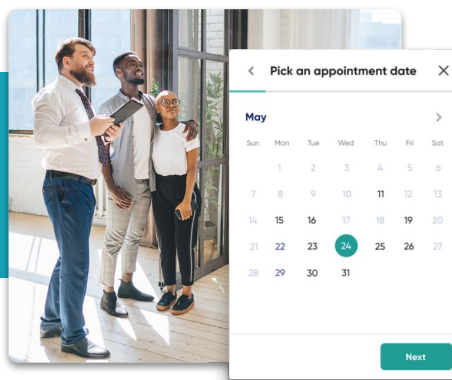 Pick an appointment date
May
Sun Mon Tue Wed Thu Fri Sat
1 2 3 4 5 6
7 8 9 10 11 12 13
14 15 16 17 18 19 20
21 22 23 24 25 26 27
28 29 30 31
Next